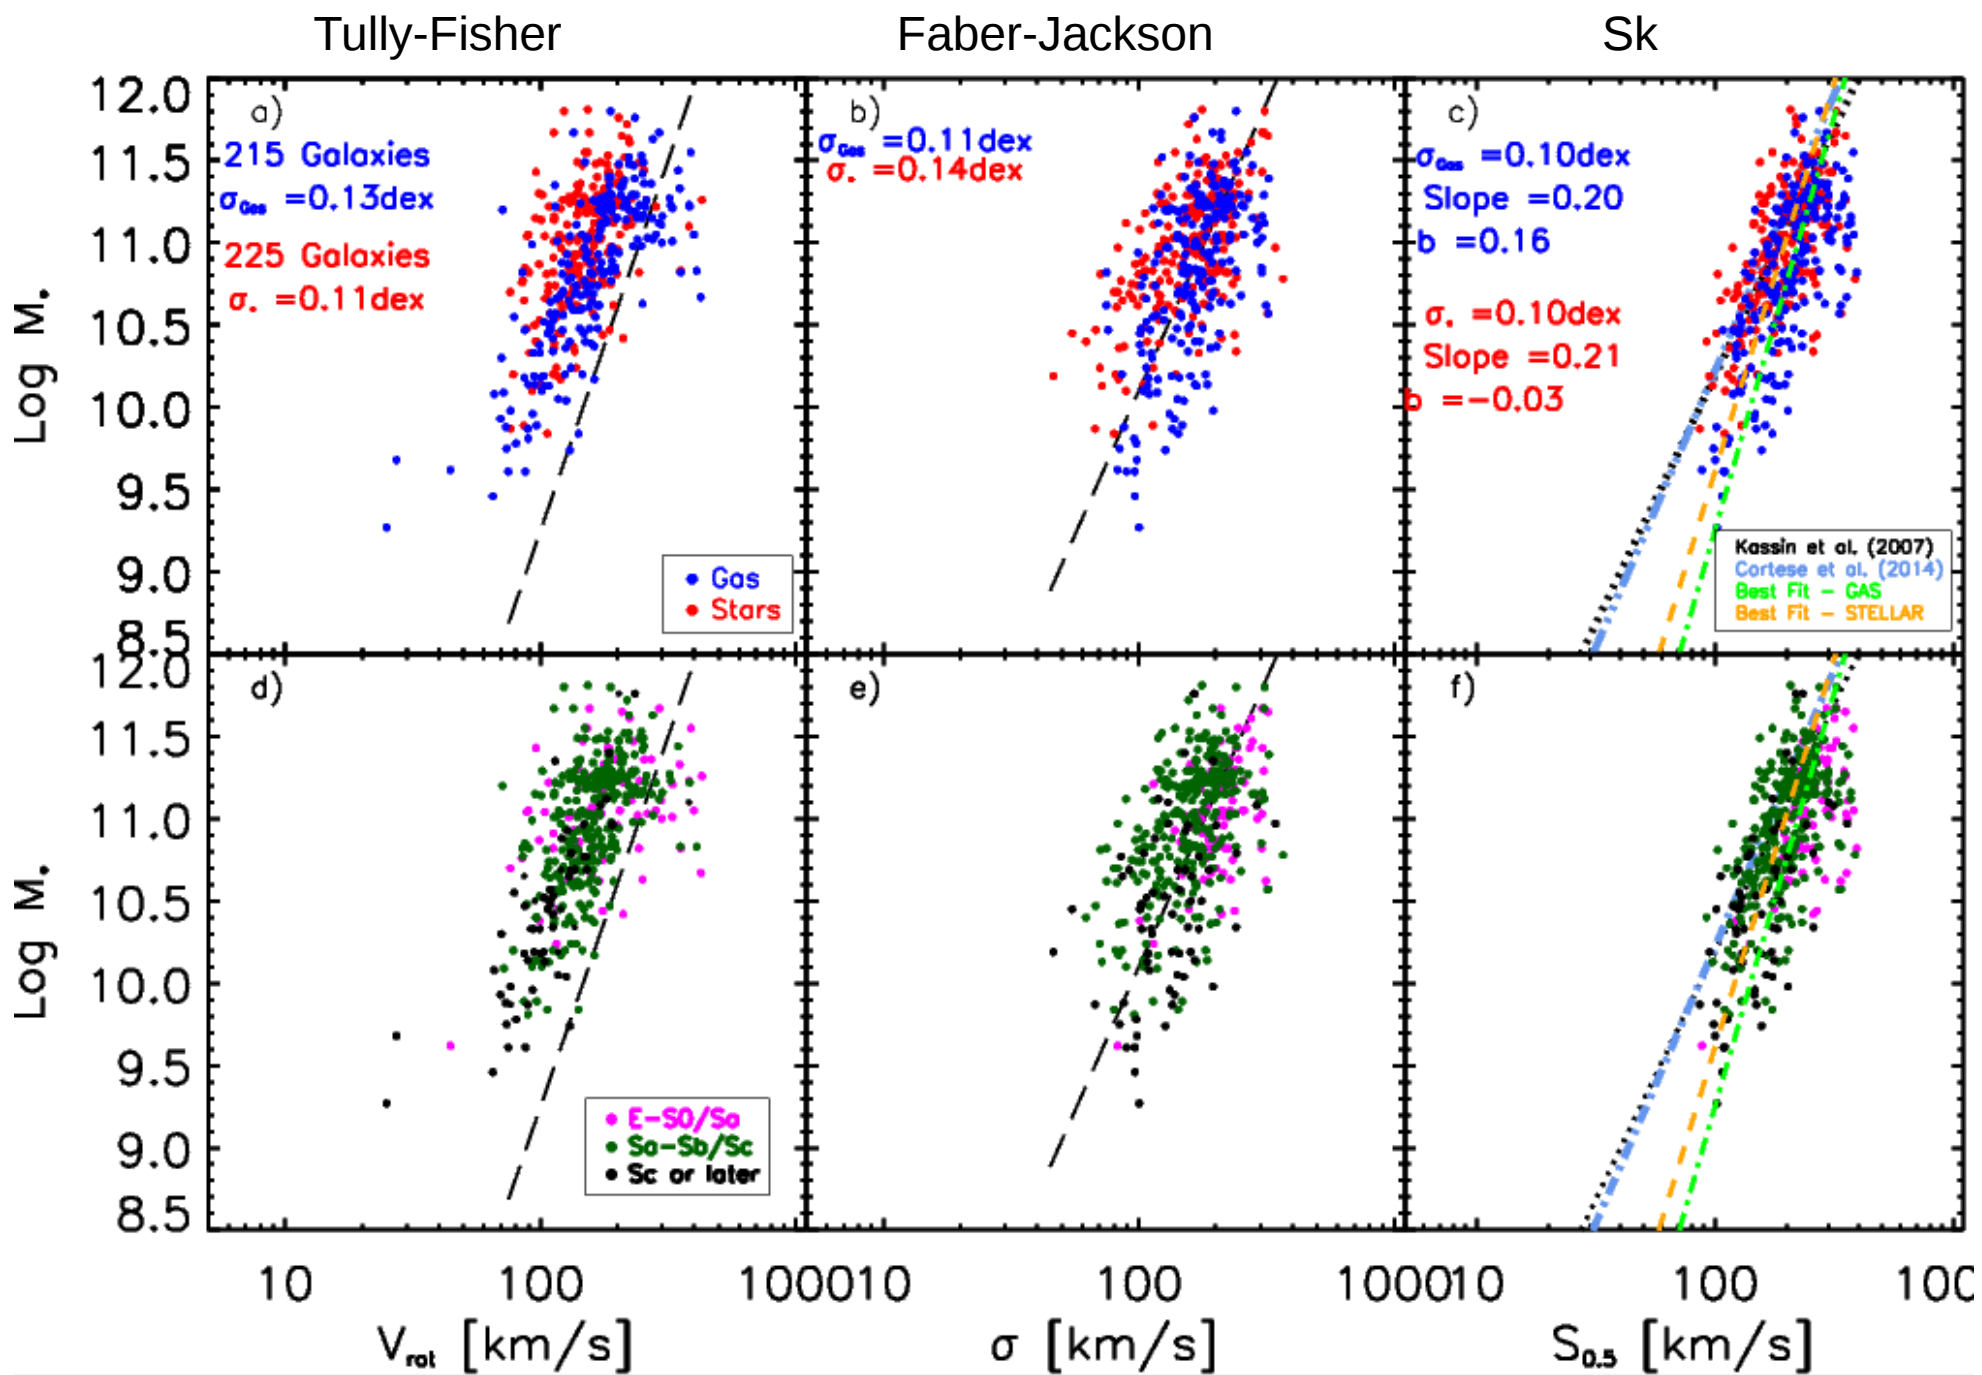 Tully-Fisher
Faber-Jackson
Sk
a)
215 Galaxies
σGas =0.13dex
225 Galaxies
σ* =0.11dex
Gas
Stars
b)
σGas =0.11dex
σ* =0.14dex
c)
σGas =0.10dex
Slope =0.20
b =0.16
σ* =0.10dex
Slope =0.21
b =-0.03
Kassin et al. (2007)
Cortese et al. (2014)
Best Fit - GAS
Best Fit - STELLAR
12.0
11.5
11.0
10.5
10.0
9.5
9.0
8.5
Log M*
d)
E-S0/Sa
Sa-Sb/Sc
Sc or later
e)
f)
12.0
11.5
11.0
10.5
10.0
9.5
9.0
8.5
Log M*
10 100 1000
10 100 1000
10 100 100
Vrot [km/s]
σ [km/s]
S0.5 [km/s]